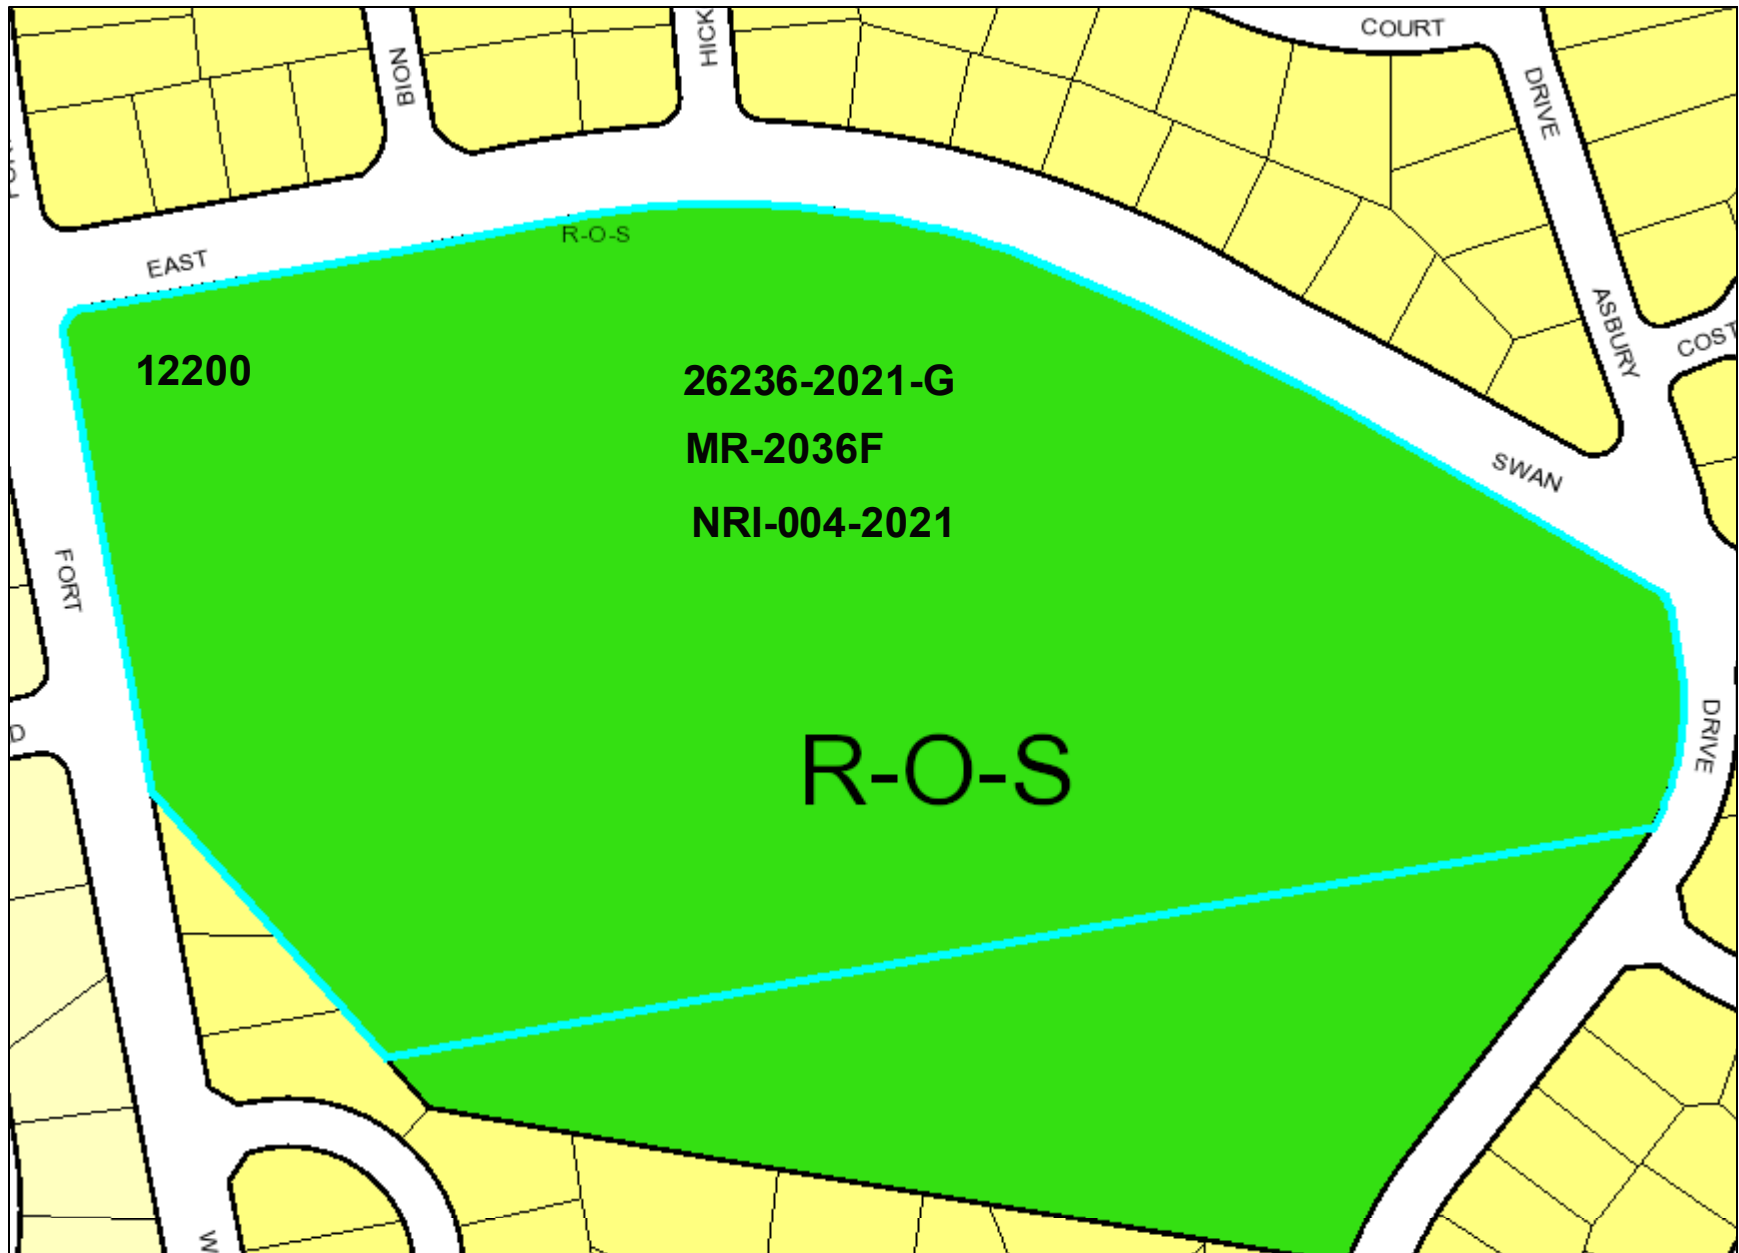 COURT
HICK
BION
DRIVE
R-O-S
EAST
ASBURY
COST
12200
26236-2021-G
MR-2036F
SWAN
NRI-004-2021
FORT
DRIVE
D
R-O-S
W